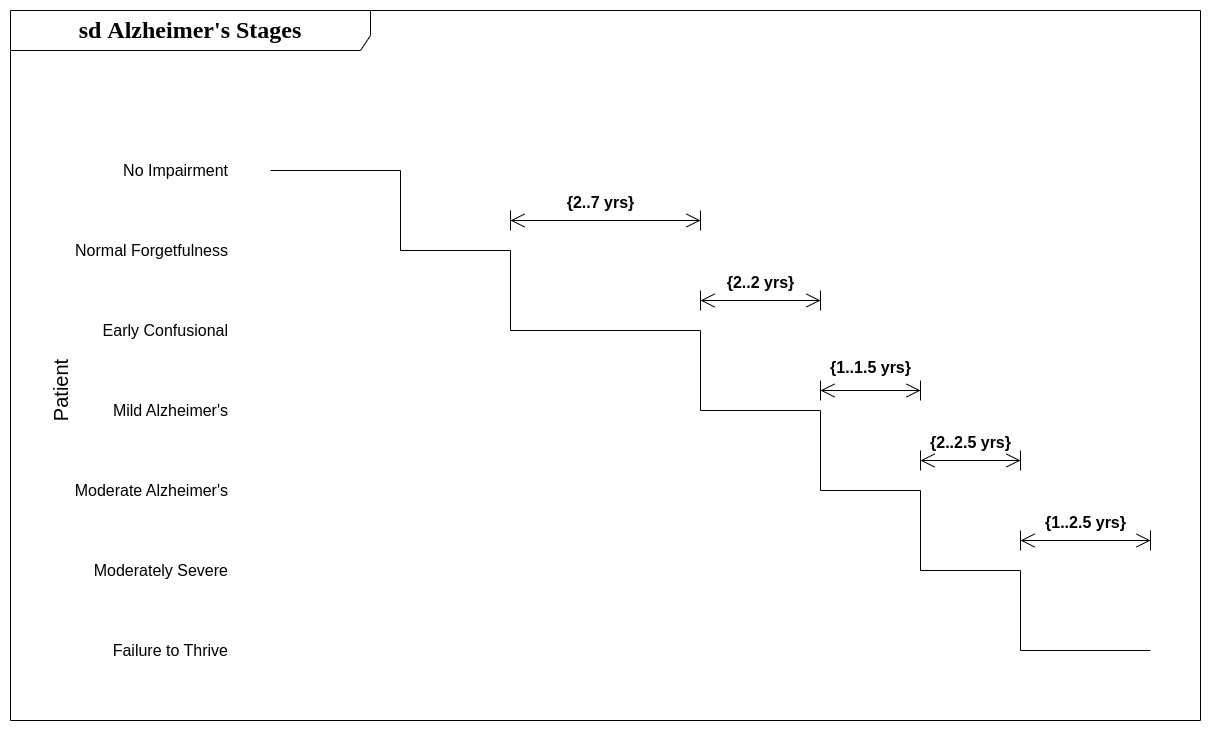 sd Alzheimer's Stages
No Impairment
{2..7 yrs}
Normal Forgetfulness
{2..2 yrs}
Early Confusional
{1..1.5 yrs}
Patient
Mild Alzheimer's
{2..2.5 yrs}
Moderate Alzheimer's
{1..2.5 yrs}
Moderately Severe
Failure to Thrive